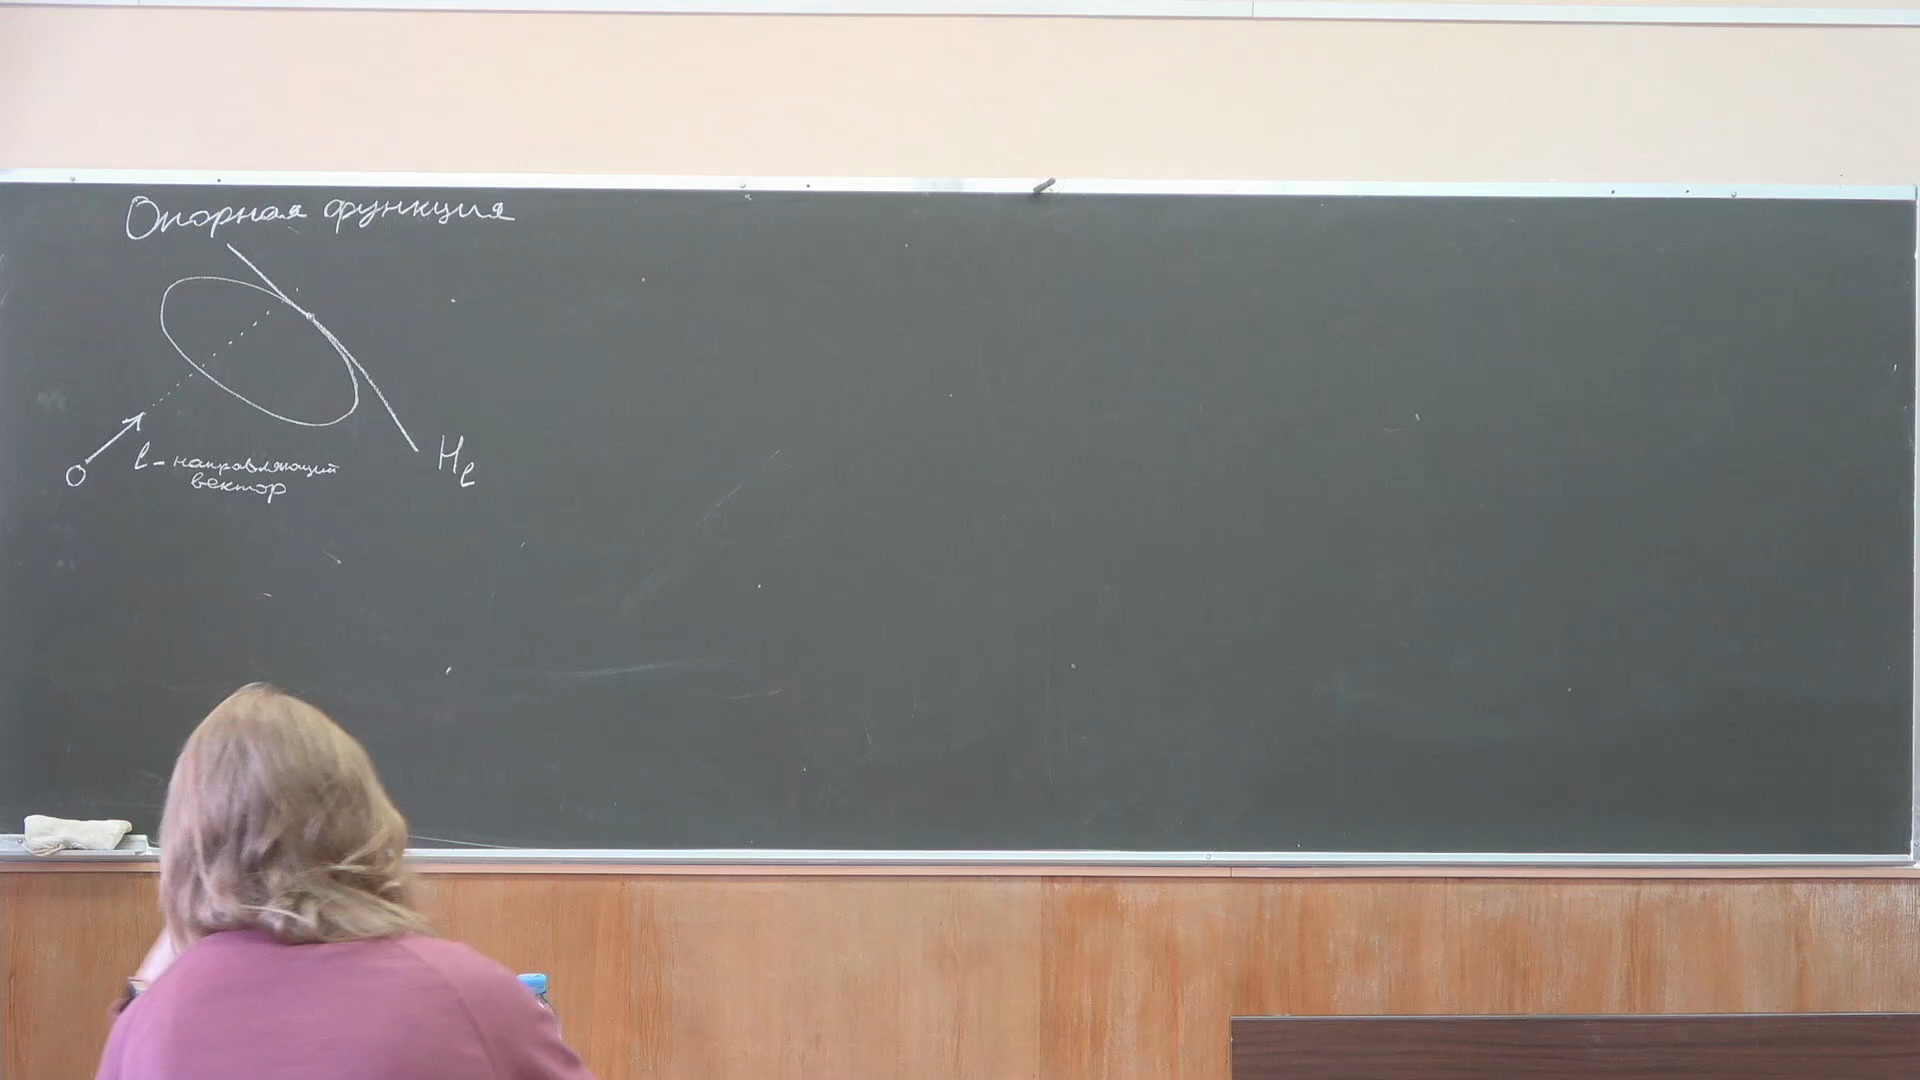 Опорная функция
O
l - направляющий
вектор
H_l